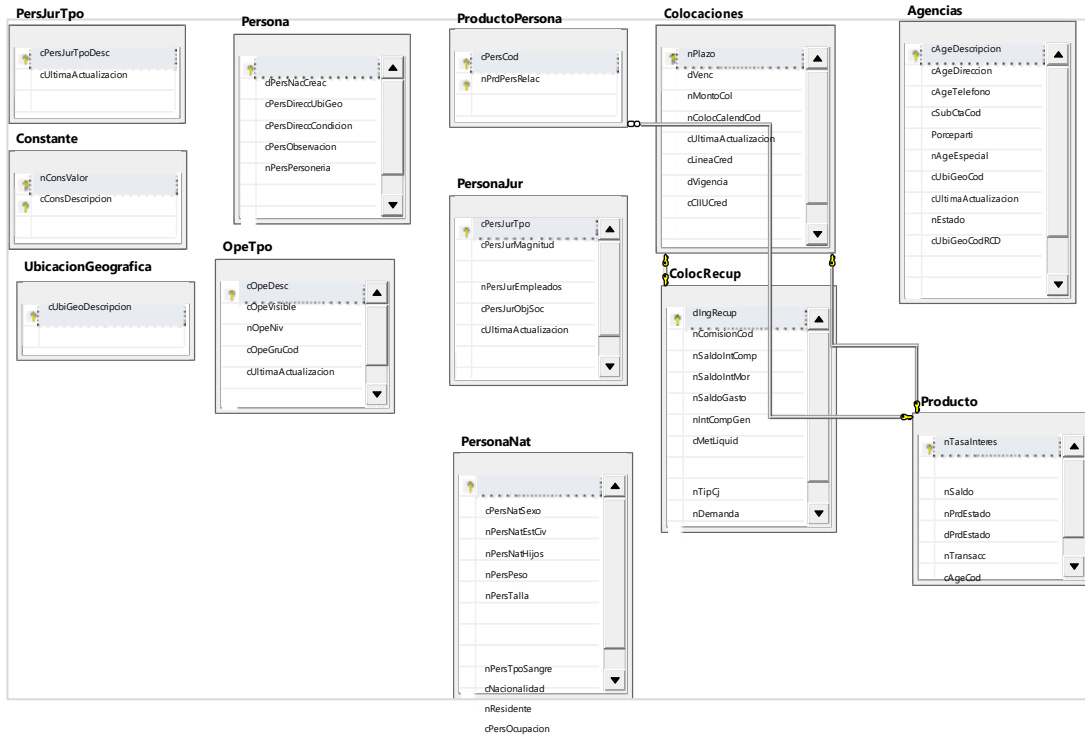 PersJurTpo
cPersJurTpoDesc
cUltimaActualizacion
Constante
nConsValor
cConsDescripcion
UbicacionGeografica
cUbiGeoDescripcion
Persona
dPersNacCreac
cPersDireccUbiGeo
cPersDireccCondicion
cPersObservacion
nPersPersoneria
OpeTpo
cOpeDesc
cOpeVisible
nOpeNiv
cOpeGruCod
cUltimaActualizacion
ProductoPersona
cPersCod
nPrdPersRelac
PersonaJur
cPersJurTpo
cPersJurMagnitud
nPersJurEmpleados
cPersJurObjSoc
cUltimaActualizacion
PersonaNat
cPersNatSexo
nPersNatEstCiv
nPersNatHijos
nPersPeso
nPersTalla
nPersTpoSangre
cNacionalidad
nResidente
cPersOcupacion
Colocaciones
nPlazo
dVenc
nMontoCol
nColocCalendCod
cUltimaActualizacion
cLineaCred
dVigencia
cCIIUCred
ColocRecup
dIngRecup
nComisionCod
nSaldoIntComp
nSaldoIntMor
nSaldoGasto
nIntCompGen
cMetLiquid
nTipCj
nDemanda
Agencias
cAgeDescripcion
cAgeDireccion
cAgeTelefono
cSubCtaCod
Porceparti
nAgeEspecial
cUbiGeoCod
cUltimaActualizacion
nEstado
cUbiGeoCodRCD
Producto
nTasaInteres
nSaldo
nPrdEstado
dPrdEstado
nTransacc
cAgeCod